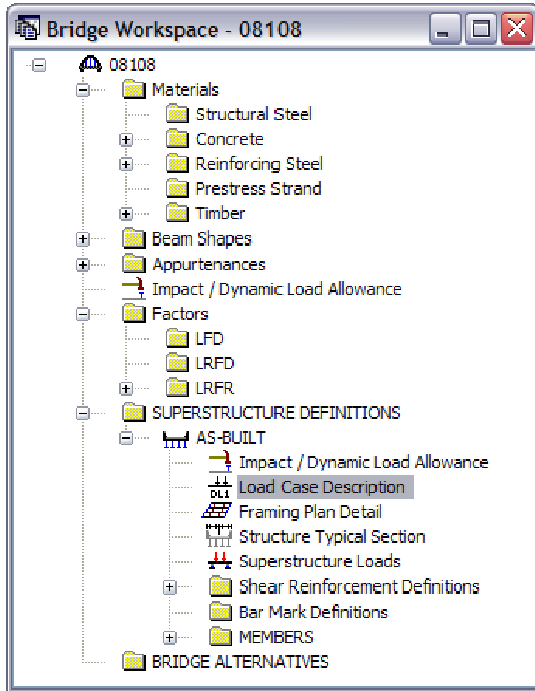 Bridge Workspace - 08108
08108
Materials
Structural Steel
Concrete
Reinforcing Steel
Prestress Strand
Timber
Beam Shapes
Appurtenances
Impact / Dynamic Load Allowance
Factors
LFD
LRFD
LRFR
SUPERSTRUCTURE DEFINITIONS
AS-BUILT
Impact / Dynamic Load Allowance
DL1 Load Case Description
Framing Plan Detail
Structure Typical Section
Superstructure Loads
Shear Reinforcement Definitions
Bar Mark Definitions
MEMBERS
BRIDGE ALTERNATIVES